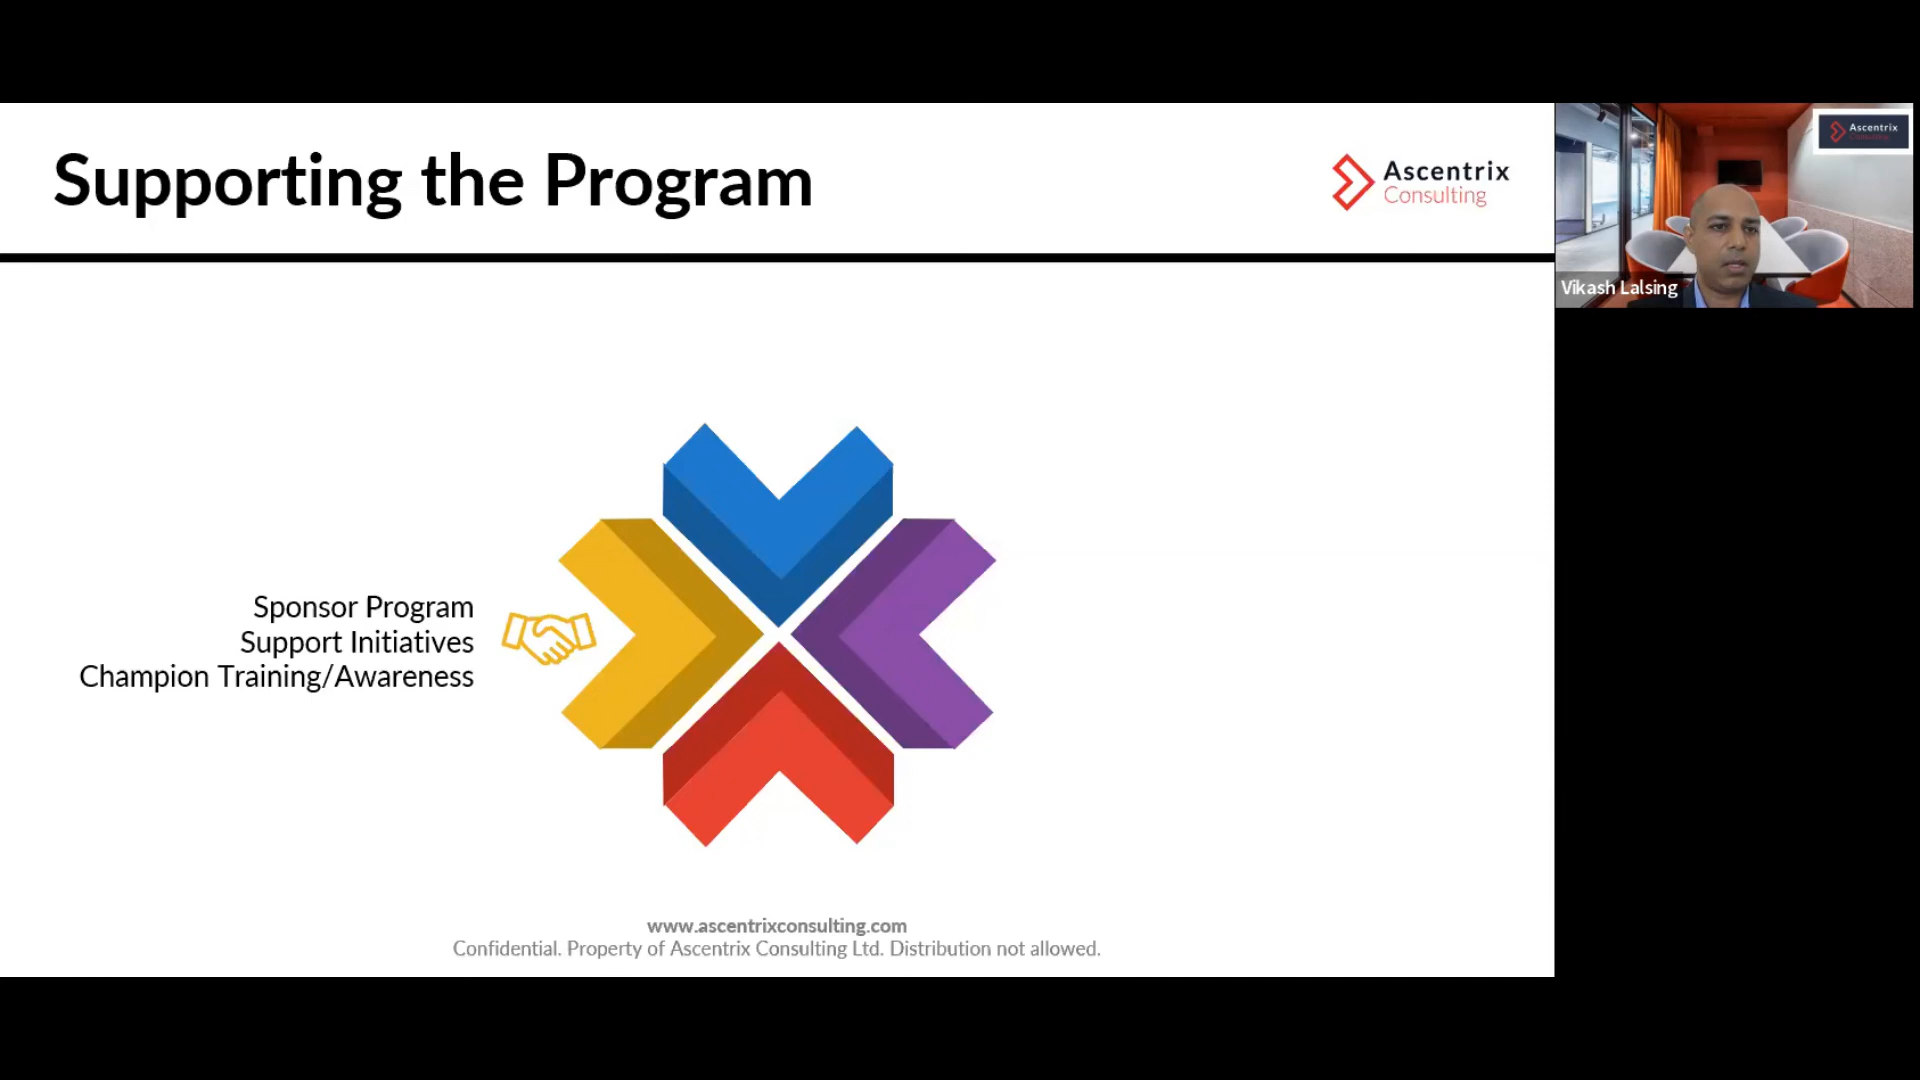 Supporting the Program
Ascentrix
Consulting
Ascentrix
Vikash Lalsing
Sponsor Program
Support Initiatives
Champion Training/Awareness
www.ascentrixconsulting.com
Confidential. Property of Ascentrix Consulting Ltd. Distribution not allowed.